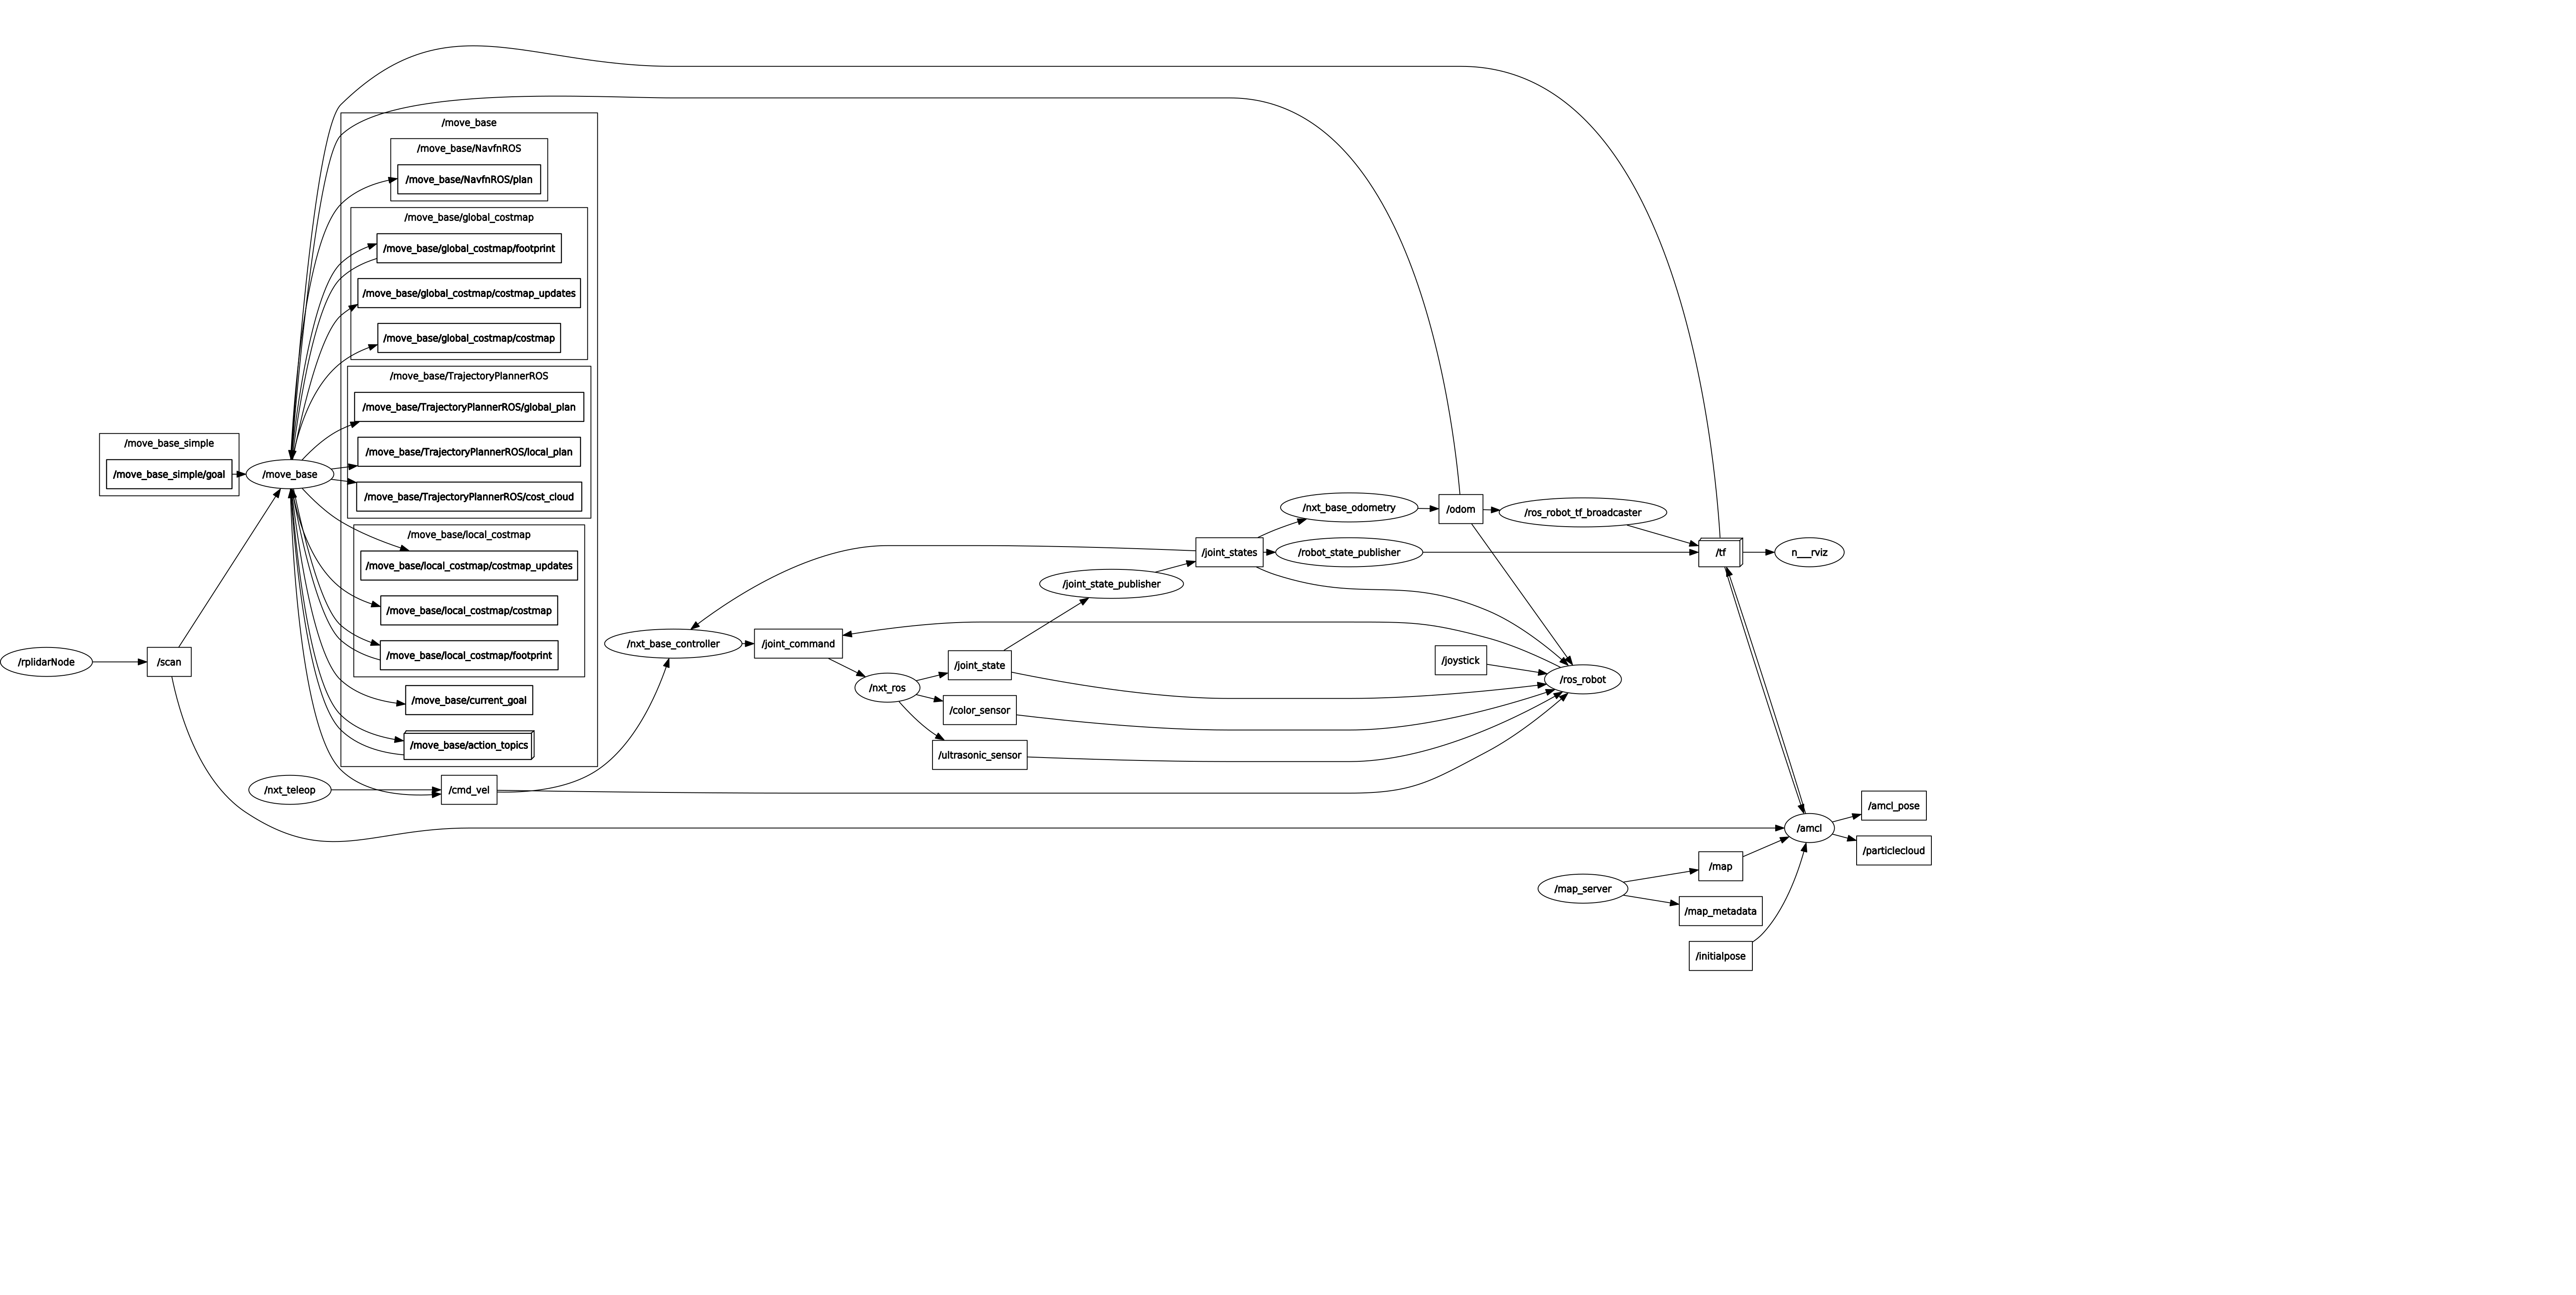 /move_base
/move_base/NavfnROS
/move_base/NavfnROS/plan
/move_base/global_costmap
/move_base/global_costmap/footprint
/move_base/global_costmap/costmap_updates
/move_base/global_costmap/costmap
/move_base/TrajectoryPlannerROS
/move_base/TrajectoryPlannerROS/global_plan
/move_base/TrajectoryPlannerROS/local_plan
/move_base/TrajectoryPlannerROS/cost_cloud
/move_base/local_costmap
/move_base/local_costmap/costmap_updates
/move_base/local_costmap/costmap
/move_base/local_costmap/footprint
/move_base/current_goal
/move_base/action_topics
/move_base_simple
/move_base_simple/goal
/move_base
/rplidarNode
/scan
/nxt_teleop
/cmd_vel
/nxt_base_controller
/joint_command
/nxt_ros
/joint_state
/color_sensor
/ultrasonic_sensor
/joint_state_publisher
/joint_states
/nxt_base_odometry
/robot_state_publisher
/odom
/ros_robot_tf_broadcaster
/joystick
/ros_robot
/tf
n___rviz
/amcl
/amcl_pose
/particlecloud
/map_server
/map
/map_metadata
/initialpose